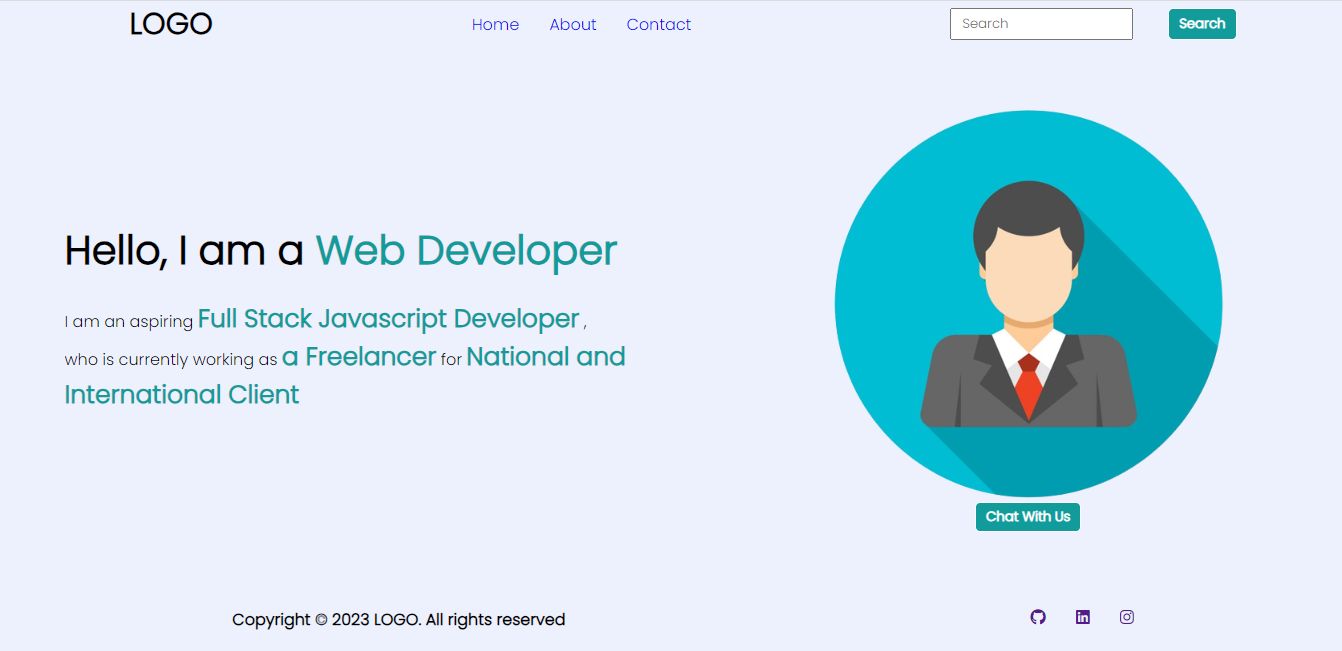 LOGO
Home About Contact
Search
Search
Hello, I am a Web Developer
I am an aspiring Full Stack Javascript Developer ,
who is currently working as a Freelancer for National and
International Client
Chat With Us
Copyright © 2023 LOGO. All rights reserved
in